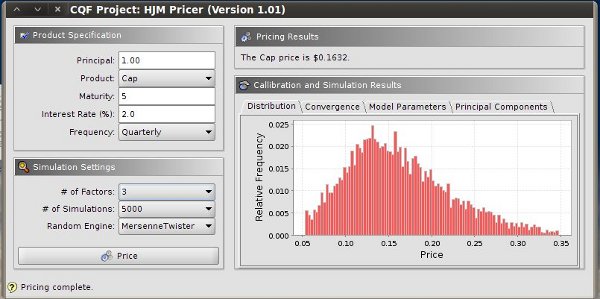 CQF Project: HJM Pricer (Version 1.01)
Product Specification
Principal: 1.00
Product: Cap
Maturity: 5
Interest Rate (%): 2.0
Frequency: Quarterly
Simulation Settings
# of Factors: 3
# of Simulations: 5000
Random Engine: MersenneTwister
Price
Pricing Results
The Cap price is $0.1632.
Callibration and Simulation Results
Distribution Convergence Model Parameters Principal Components
Relative Frequency
0.025
0.020
0.015
0.010
0.005
0.000
0.05 0.10 0.15 0.20 0.25 0.30 0.35
Price
Pricing complete.